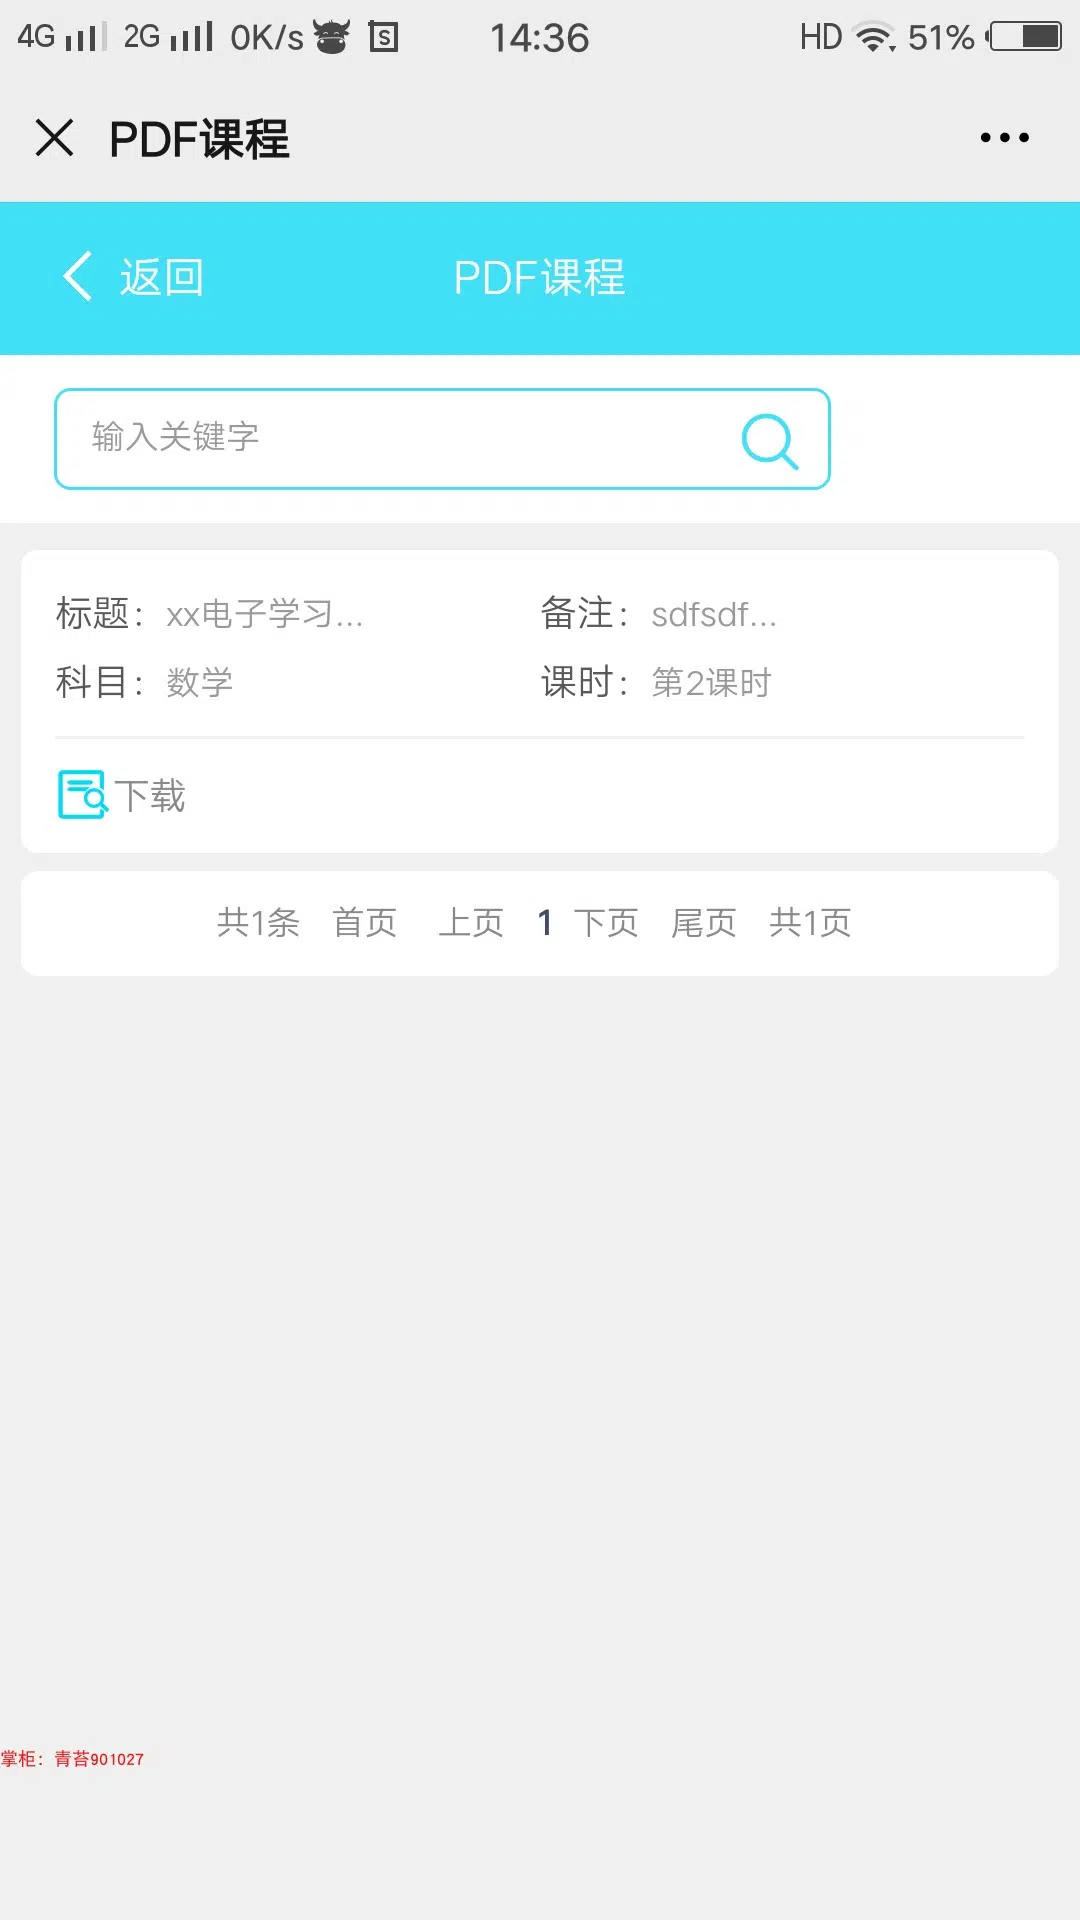 4G 2G 0K/s 14:36 HD 51%
PDF课程
返回 PDF课程
输入关键字
标题: xx电子学习... 备注: sdfsdf...
科目: 数学 课时: 第2课时
下载
共1条 首页 上页 1 下页 尾页 共1页
掌柜：青苔901027